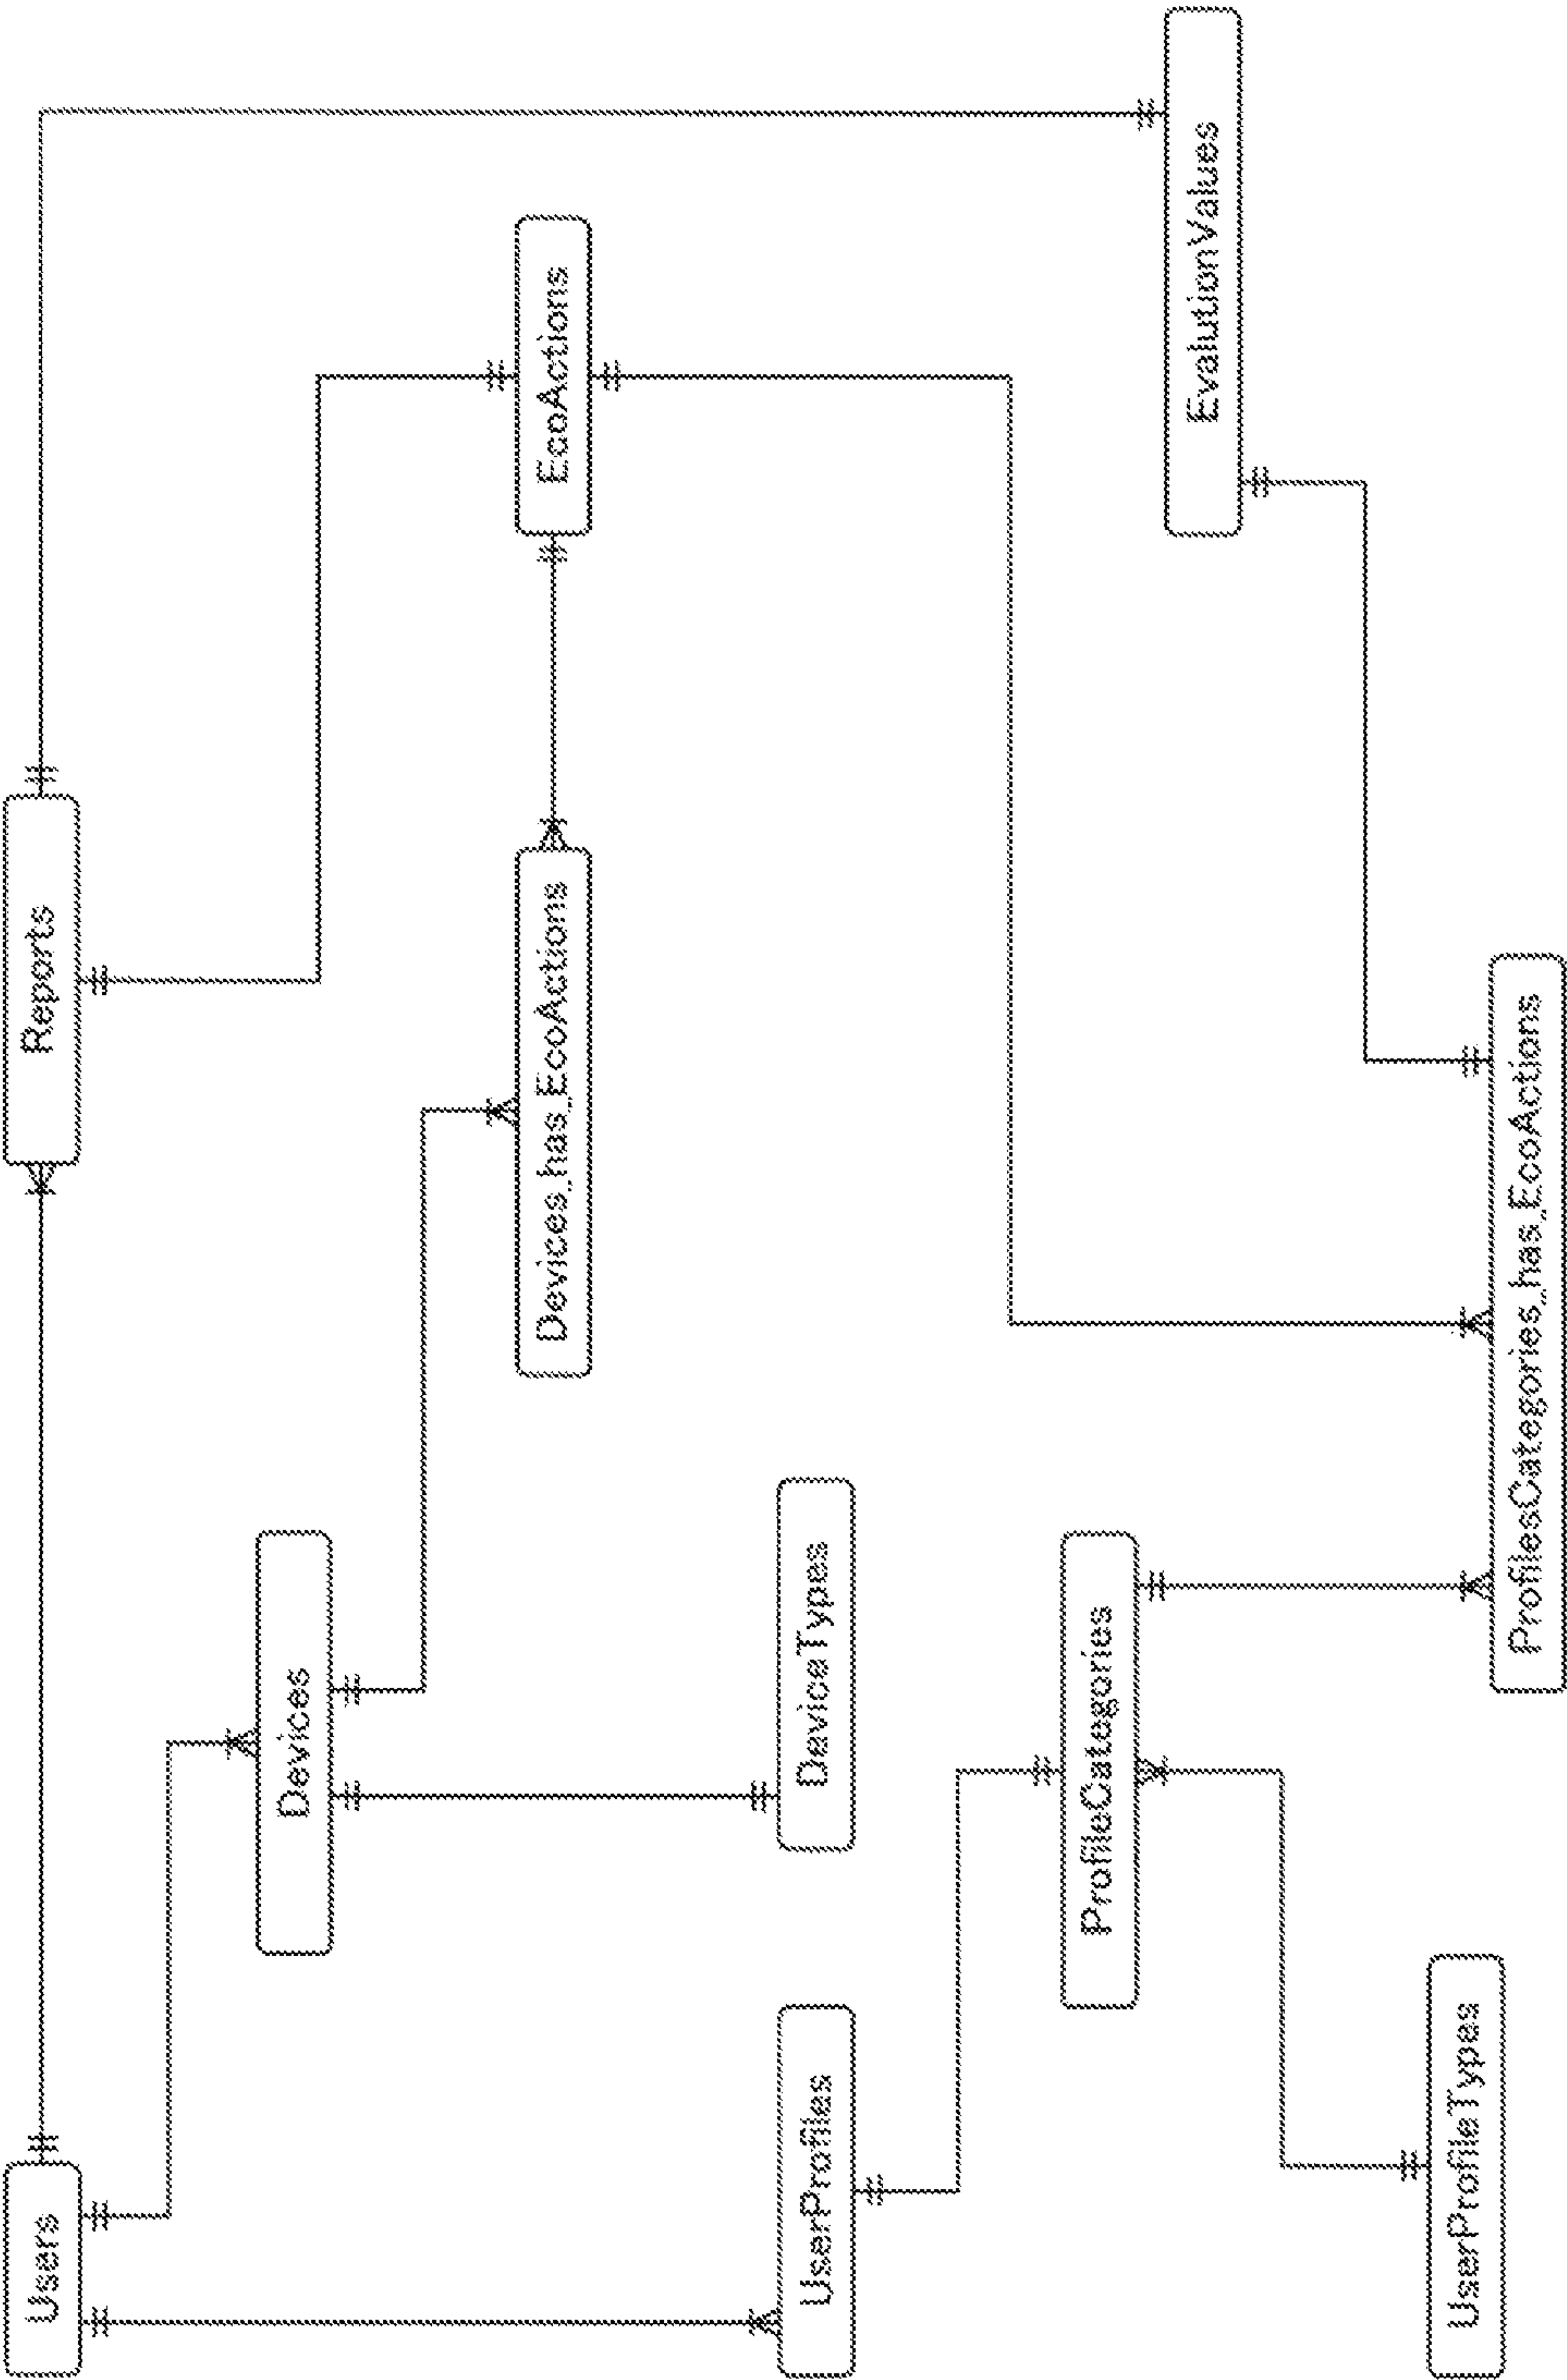 Users
Reports
Devices
Devices_has_EcoActions
EcoActions
UserProfiles
DeviceTypes
ProfileCategories
EvalutionValues
UserProfileTypes
ProfilesCategories_has_EcoActions